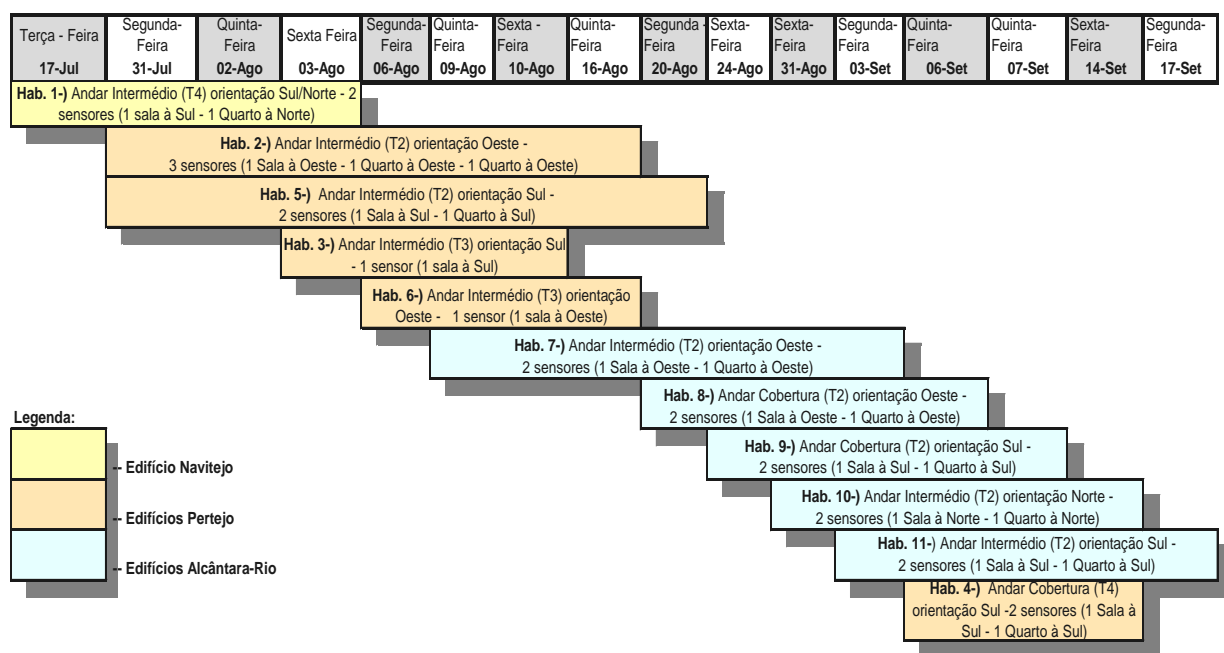 Terça - Feira
17-Jul
Segunda-
Feira
31-Jul
Quinta-
Feira
02-Ago
Sexta Feira
03-Ago
Segunda-
Feira
06-Ago
Quinta-
Feira
09-Ago
Sexta -
Feira
10-Ago
Quinta-
Feira
16-Ago
Segunda -
Feira
20-Ago
Sexta-
Feira
24-Ago
Sexta-
Feira
31-Ago
Segunda-
Feira
03-Set
Quinta-
Feira
06-Set
Quinta-
Feira
07-Set
Sexta-
Feira
14-Set
Segunda-
Feira
17-Set
Hab. 1-) Andar Intermédio (T4) orientação Sul/Norte - 2
sensores (1 sala à Sul - 1 Quarto à Norte)
Hab. 2-) Andar Intermédio (T2) orientação Oeste -
3 sensores (1 Sala à Oeste - 1 Quarto à Oeste - 1 Quarto à Oeste)
Hab. 5-) Andar Intermédio (T2) orientação Sul -
2 sensores (1 Sala à Sul - 1 Quarto à Sul)
Hab. 3-) Andar Intermédio (T3) orientação Sul
- 1 sensor (1 sala à Sul)
Hab. 6-) Andar Intermédio (T3) orientação
Oeste - 1 sensor (1 sala à Oeste)
Hab. 7-) Andar Intermédio (T2) orientação Oeste -
2 sensores (1 Sala à Oeste - 1 Quarto à Oeste)
Hab. 8-) Andar Cobertura (T2) orientação Oeste -
2 sensores (1 Sala à Oeste - 1 Quarto à Oeste)
Hab. 9-) Andar Cobertura (T2) orientação Sul -
2 sensores (1 Sala à Sul - 1 Quarto à Sul)
Hab. 10-) Andar Intermédio (T2) orientação Norte -
2 sensores (1 Sala à Norte - 1 Quarto à Norte)
Hab. 11-) Andar Intermédio (T2) orientação Sul -
2 sensores (1 Sala à Sul - 1 Quarto à Sul)
Hab. 4-) Andar Cobertura (T4)
orientação Sul -2 sensores (1 Sala à
Sul - 1 Quarto à Sul)
Legenda:
-- Edifício Navitejo
-- Edifícios Pertejo
-- Edifícios Alcântara-Rio